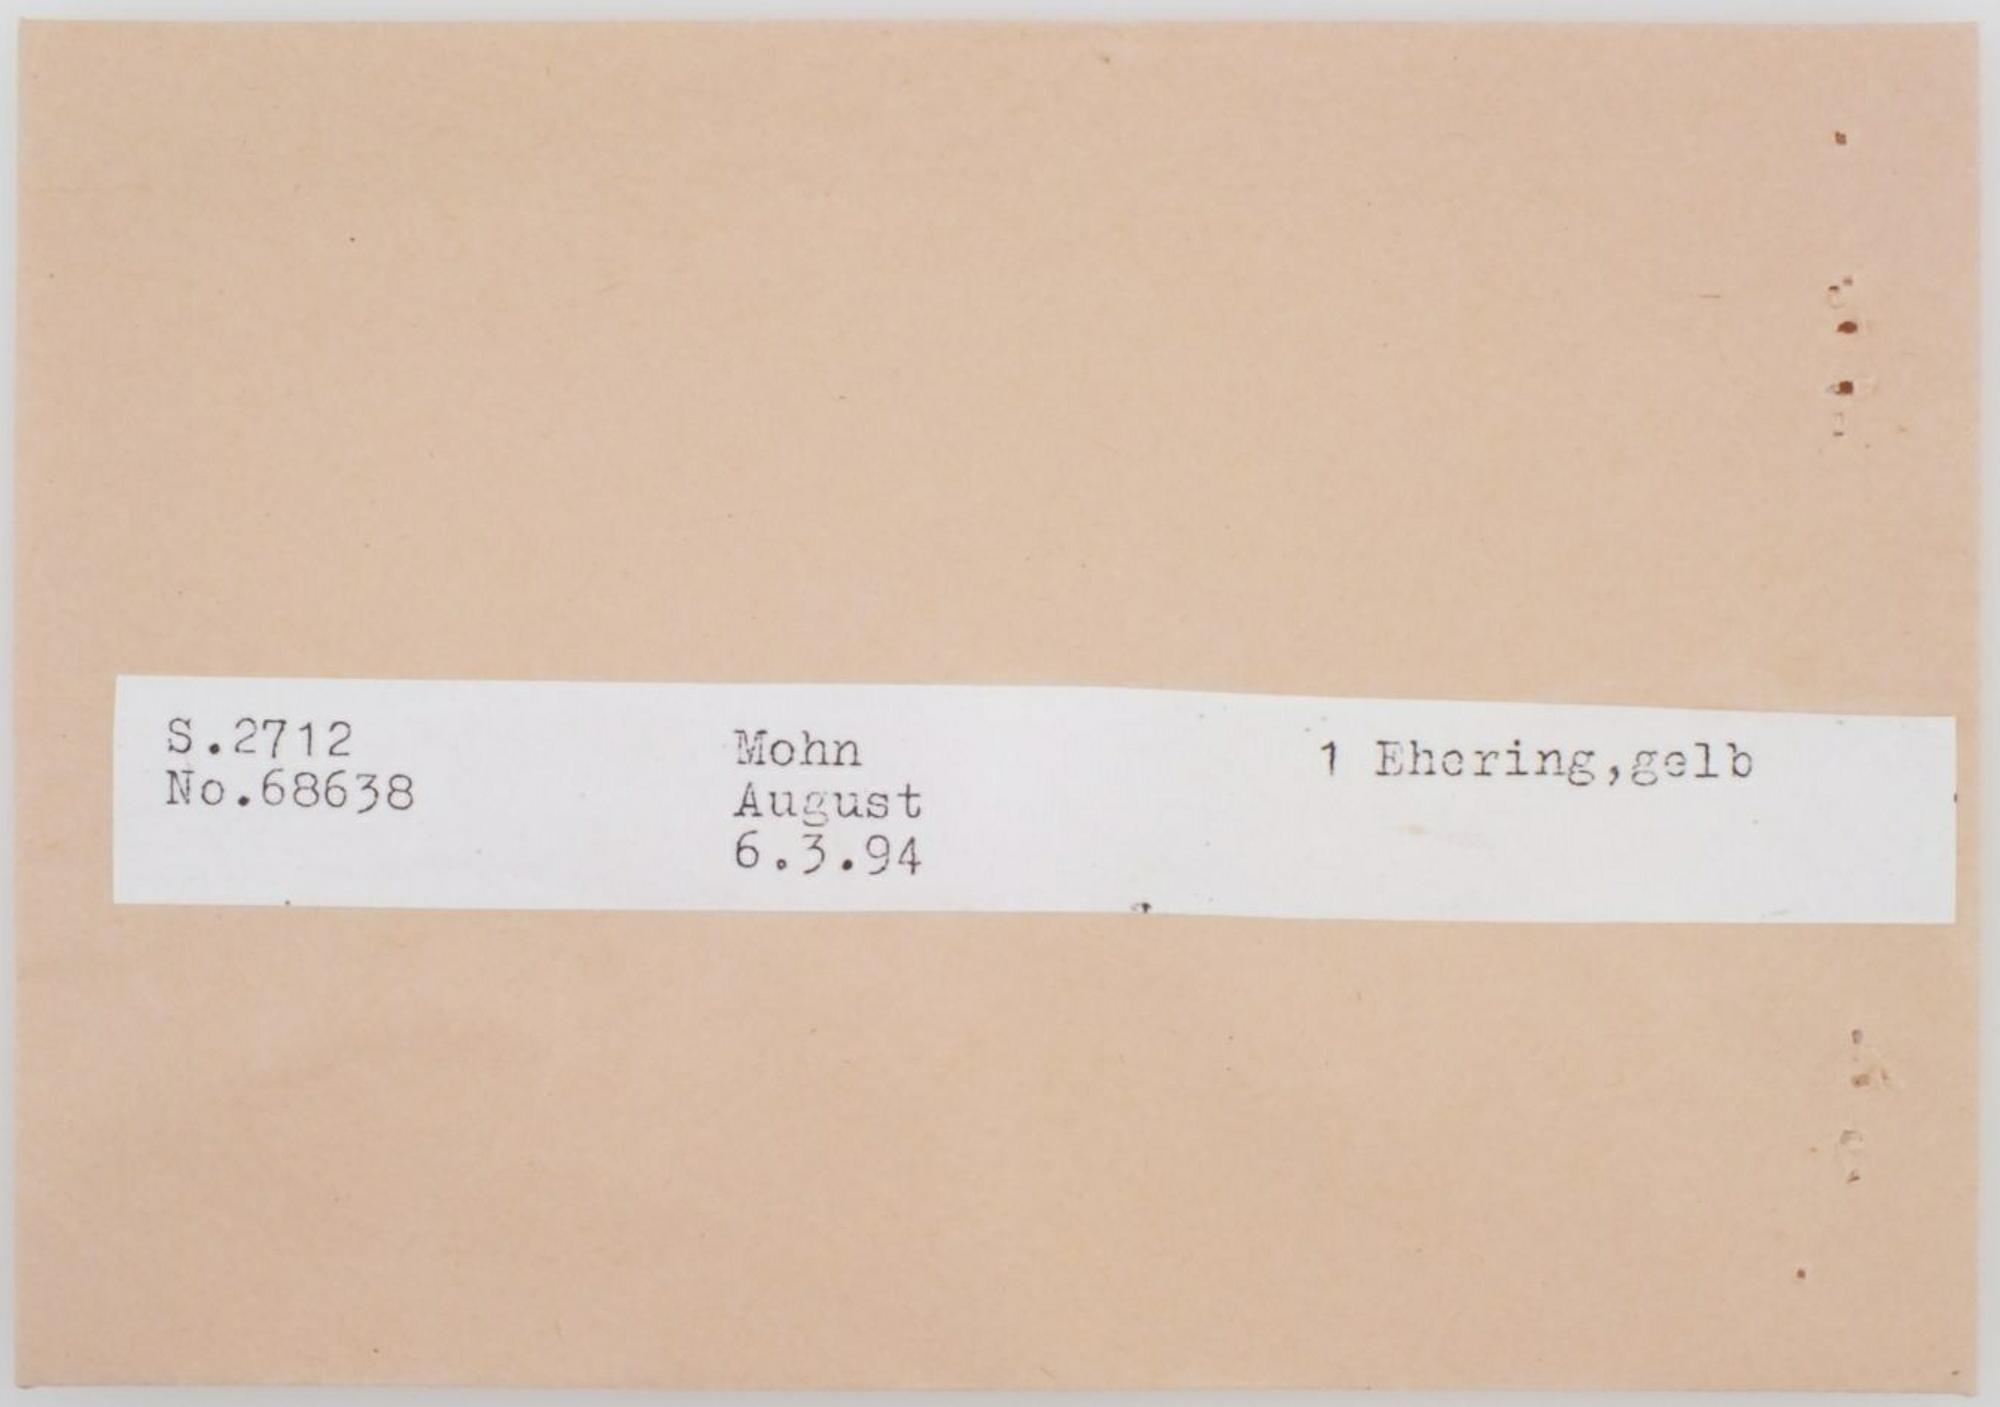 S.2712
No.68638
Mohn
August
6.3.94
1 Ehering,gelb